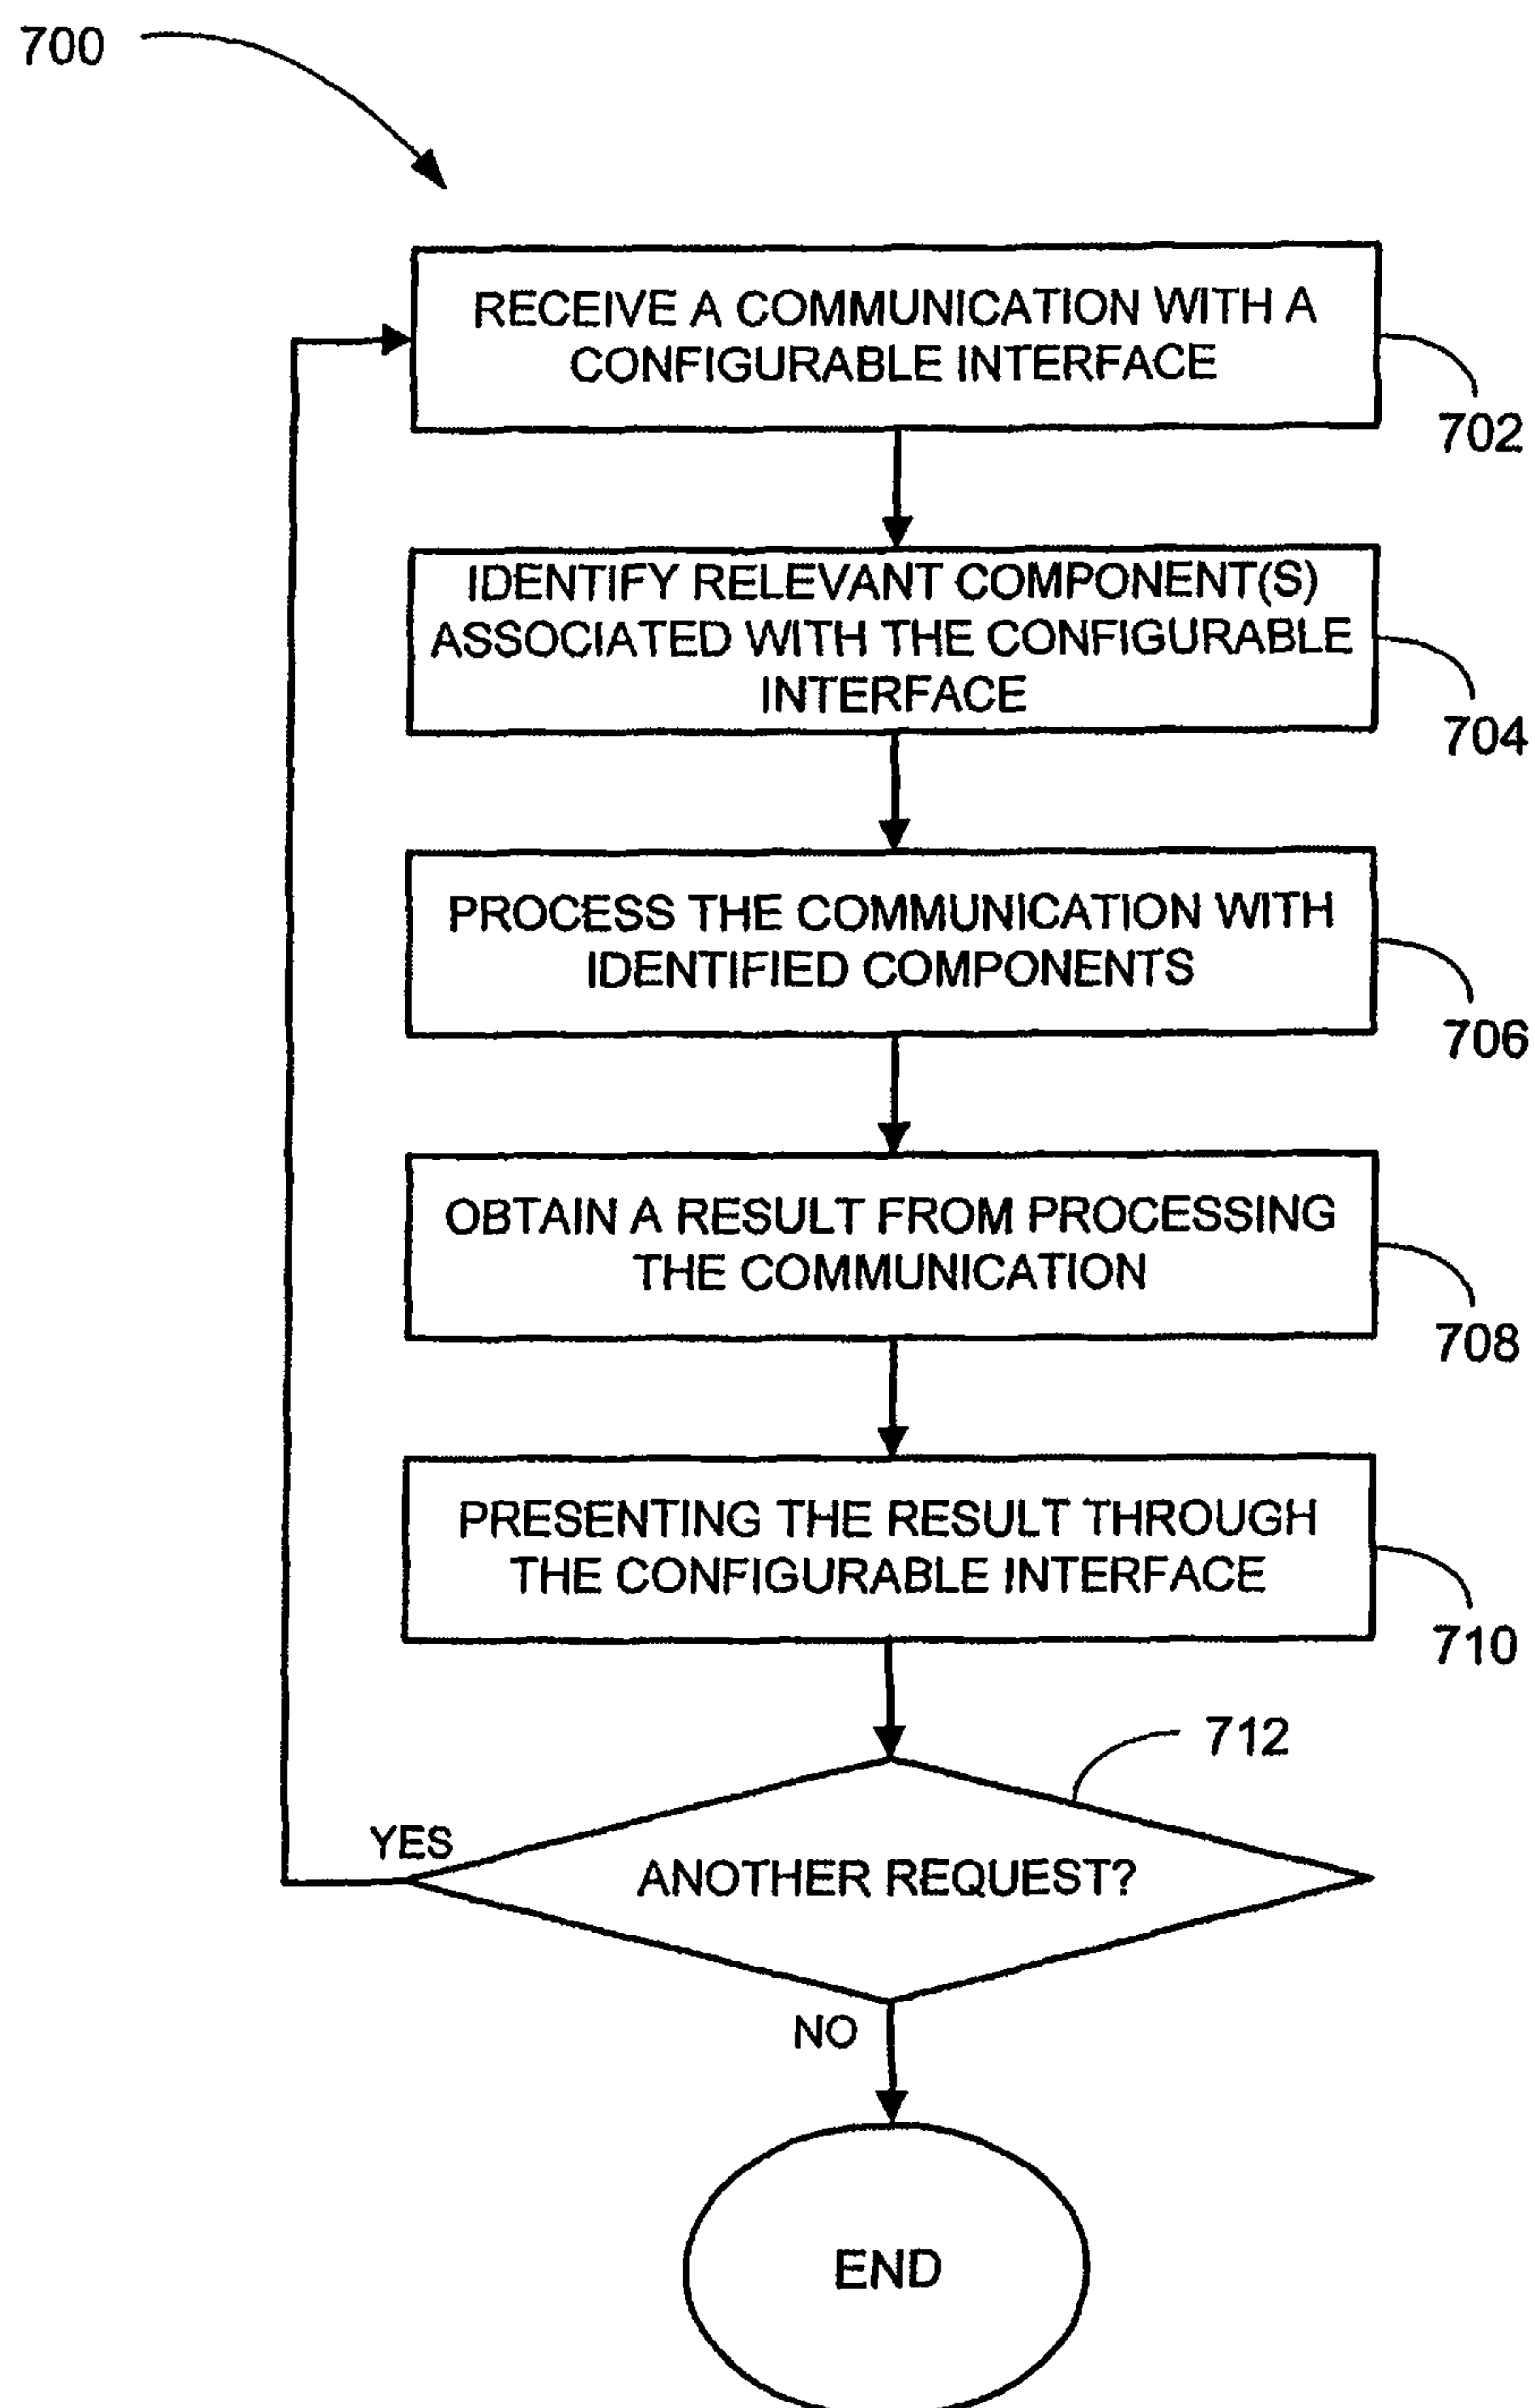 700
RECEIVE A COMMUNICATION WITH A
CONFIGURABLE INTERFACE
702
IDENTIFY RELEVANT COMPONENT(S)
ASSOCIATED WITH THE CONFIGURABLE
INTERFACE
704
PROCESS THE COMMUNICATION WITH
IDENTIFIED COMPONENTS
706
OBTAIN A RESULT FROM PROCESSING
THE COMMUNICATION
708
PRESENTING THE RESULT THROUGH
THE CONFIGURABLE INTERFACE
710
712
YES
ANOTHER REQUEST?
NO
END